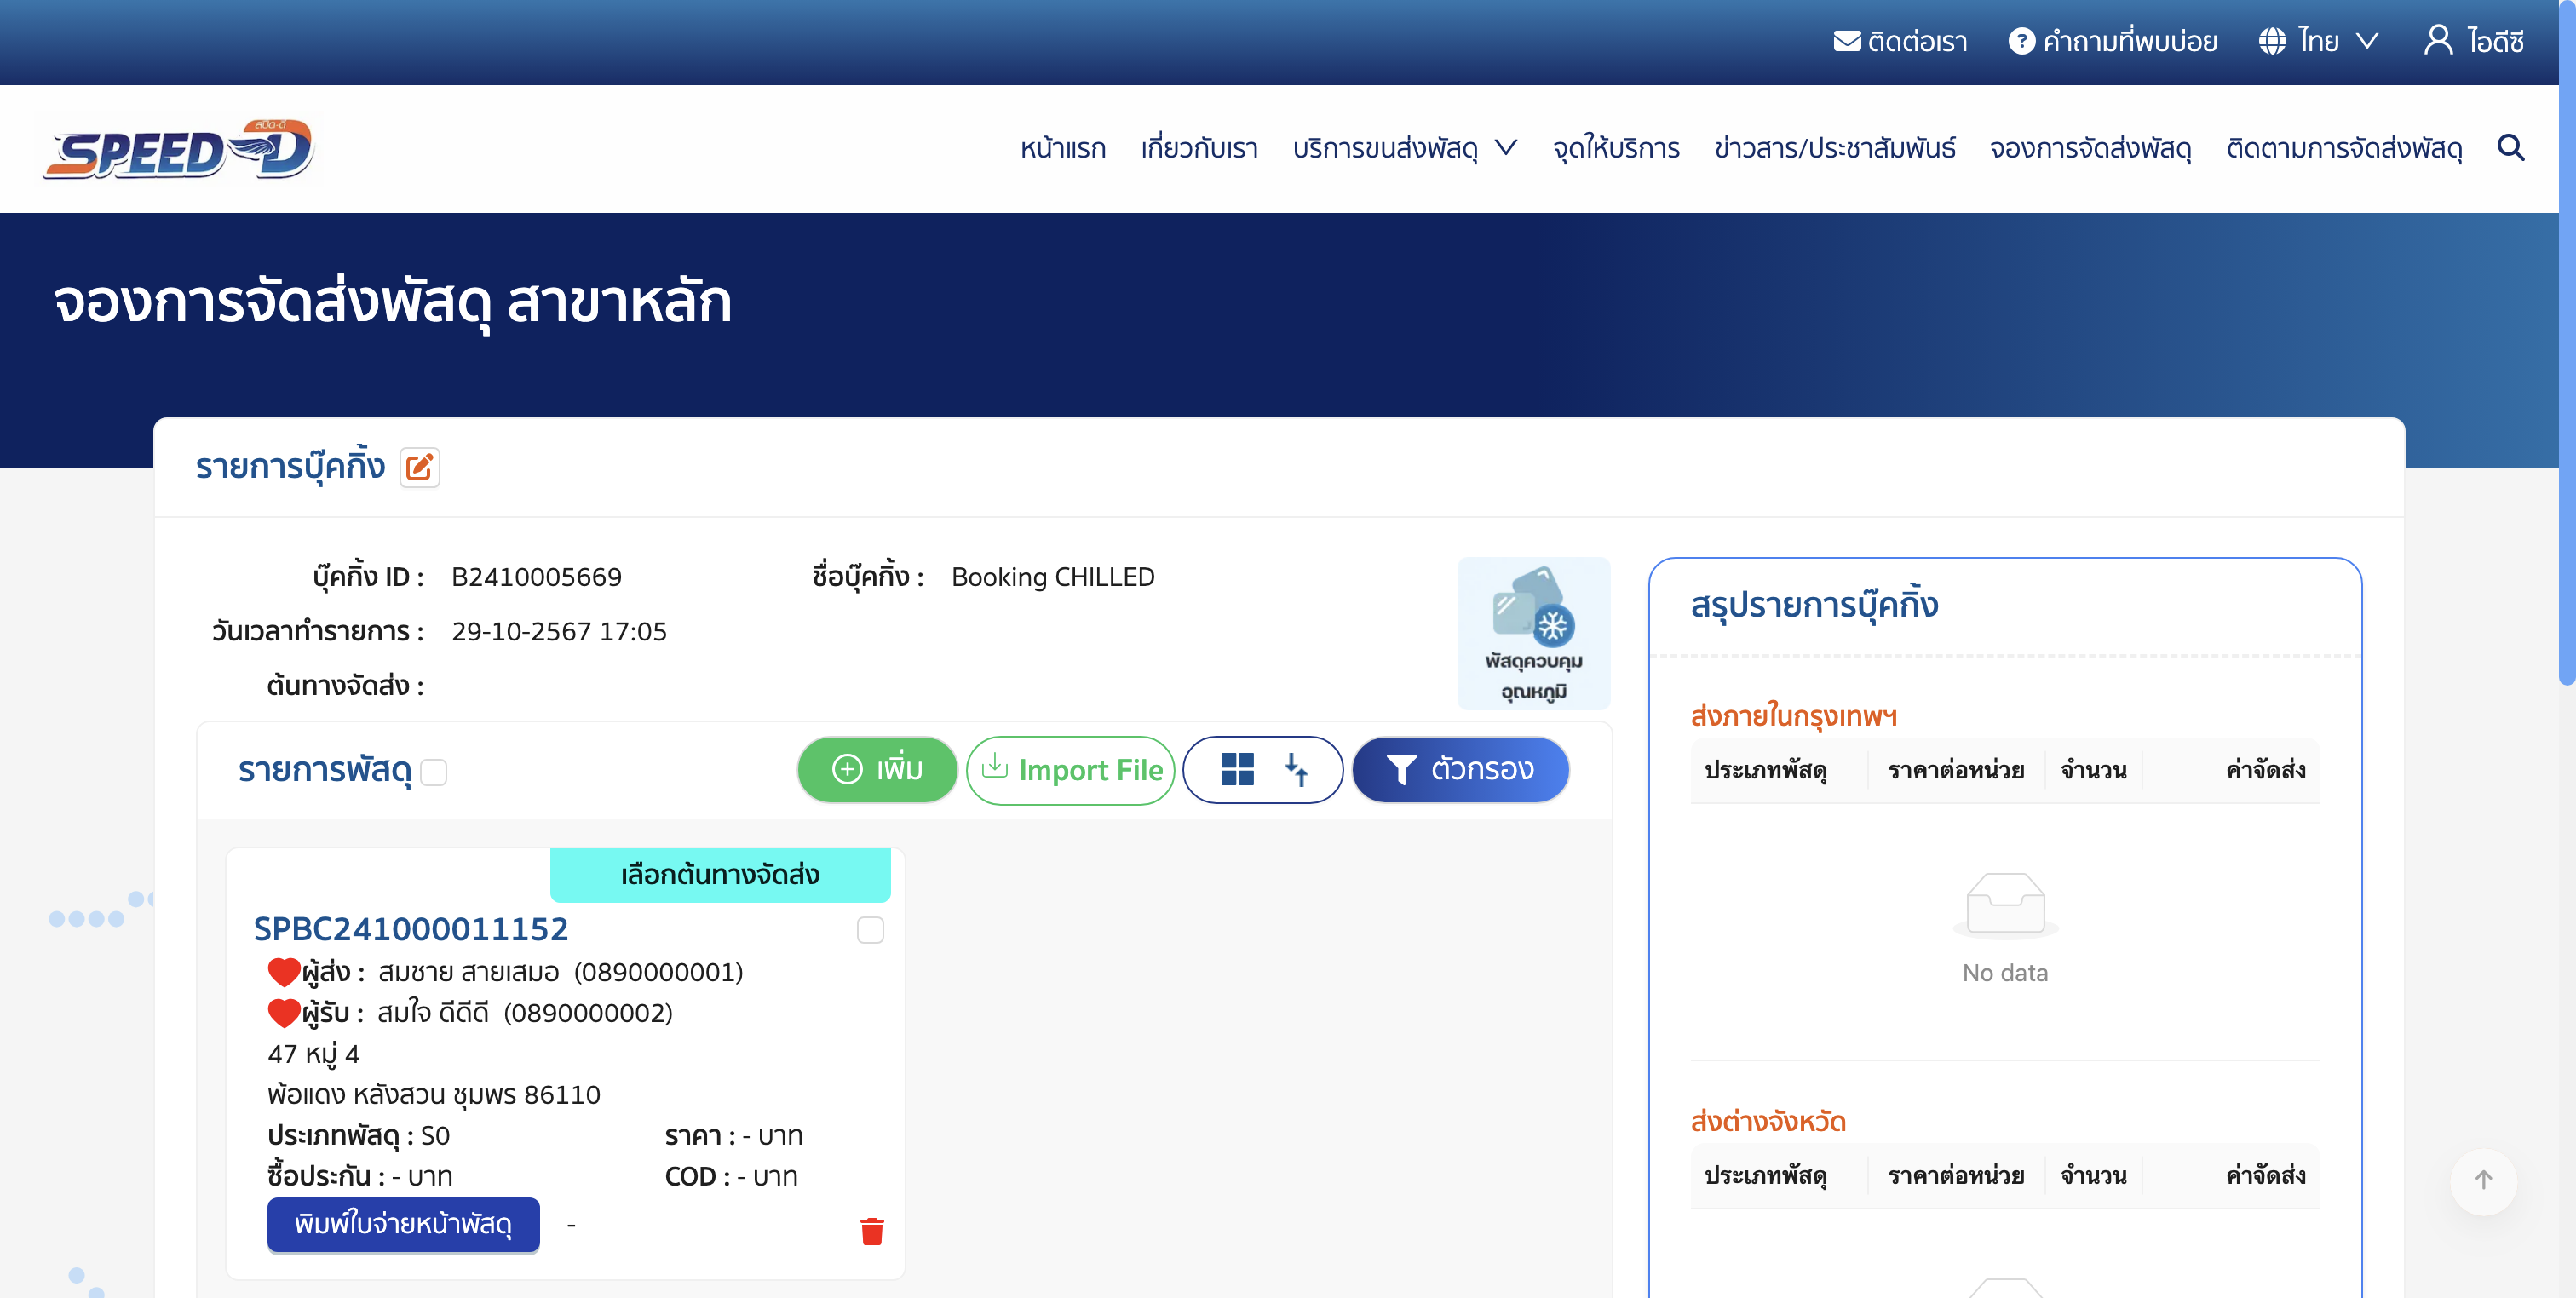 ติดต่อเรา คำถามที่พบบ่อย ไทย ไอดีซี
สปีด-ดี
SPEED-D
หน้าแรก เกี่ยวกับเรา บริการขนส่งพัสดุ จุดให้บริการ ข่าวสาร/ประชาสัมพันธ์ จองการจัดส่งพัสดุ ติดตามการจัดส่งพัสดุ
จองการจัดส่งพัสดุ สาขาหลัก
รายการบุ๊คกิ้ง
บุ๊คกิ้ง ID : B2410005669 ชื่อบุ๊คกิ้ง : Booking CHILLED
วันเวลาทำรายการ : 29-10-2567 17:05
ต้นทางจัดส่ง :
พัสดุควบคุม
อุณหภูมิ
รายการพัสดุ เพิ่ม Import File ตัวกรอง
เลือกต้นทางจัดส่ง
SPBC241000011152
ผู้ส่ง : สมชาย สายเสมอ (0890000001)
ผู้รับ : สมใจ ดีดีดี (0890000002)
47 หมู่ 4
พ้อแดง หลังสวน ชุมพร 86110
ประเภทพัสดุ : S0 ราคา : - บาท
ซื้อประกัน : - บาท COD : - บาท
พิมพ์ใบจ่ายหน้าพัสดุ -
สรุปรายการบุ๊คกิ้ง
ส่งภายในกรุงเทพฯ
ประเภทพัสดุ ราคาต่อหน่วย จำนวน ค่าจัดส่ง
No data
ส่งต่างจังหวัด
ประเภทพัสดุ ราคาต่อหน่วย จำนวน ค่าจัดส่ง